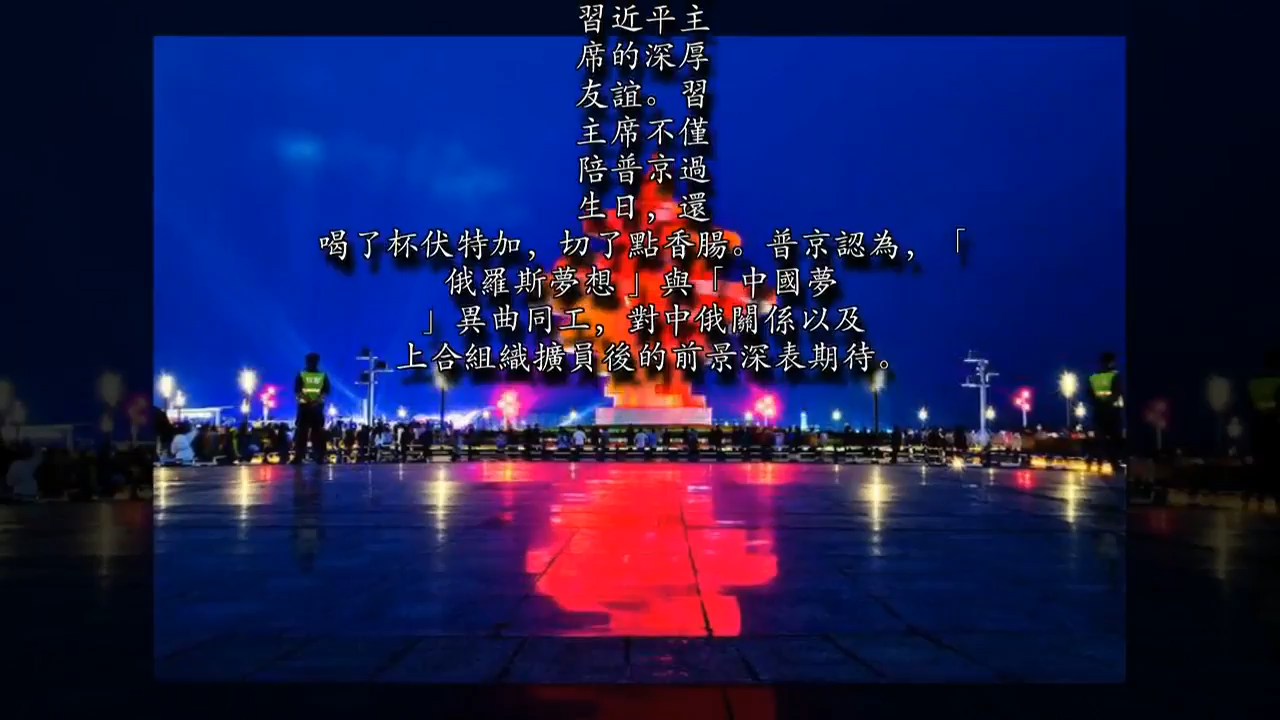 習近平主
席的深厚
友誼。習
主席不僅
陪普京過
生日，還
喝了杯伏特加，切了點香腸。普京認為，「
俄羅斯夢想」與「中國夢
」異曲同工，對中俄關係以及
上合組織擴員後的前景深表期待。